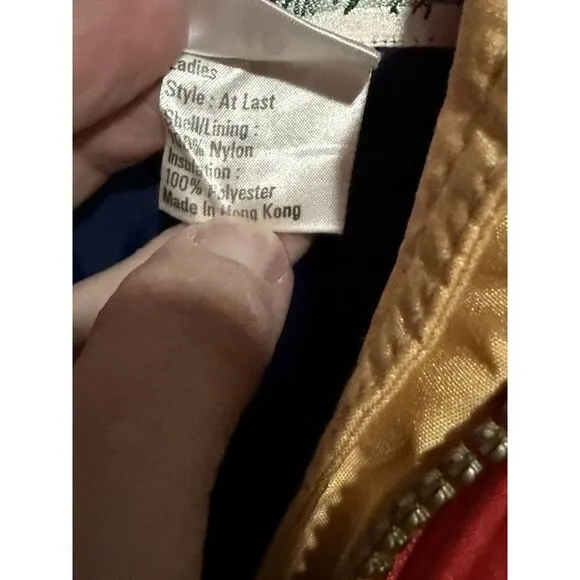 Ladies
Style : At Last
Shell/Lining :
100% Nylon
Insulation :
100% Polyester
Made In Hong Kong